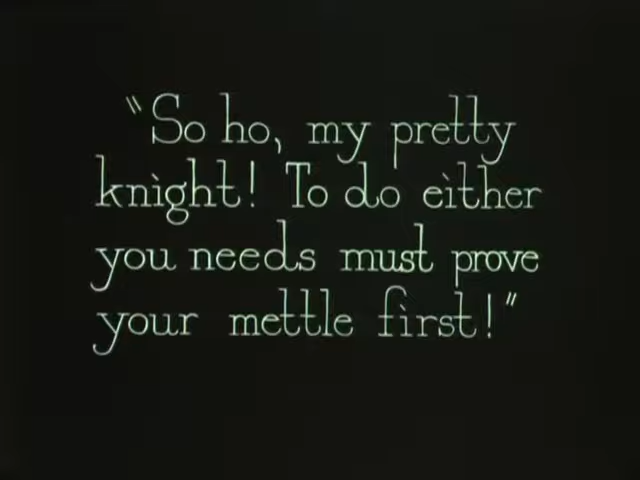 "So ho, my pretty
knight! To do either
you needs must prove
your mettle first!"